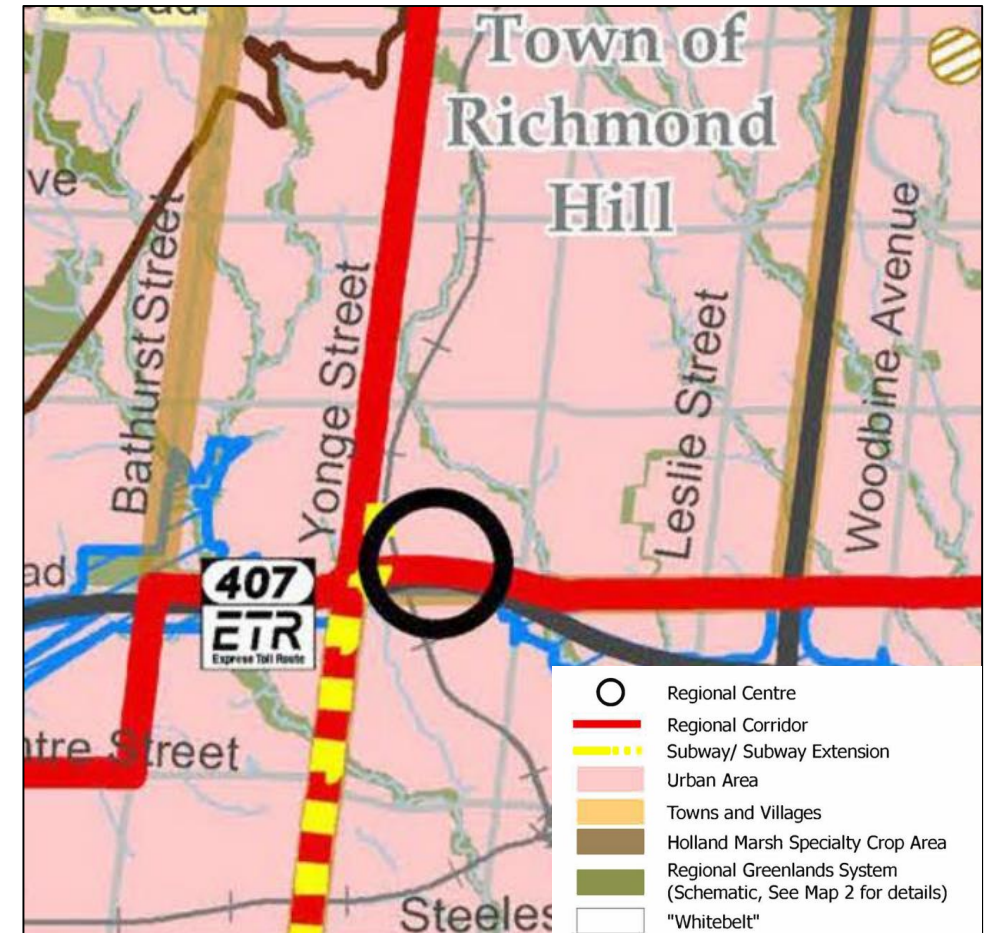 Town of
Richmond
Hill
ve
Bathurst Street
Yonge Street
Leslie Street
Woodbine Avenue
ad
407
ETR
Express Toll Route
ntre Street
Steeles
Regional Centre
Regional Corridor
Subway/ Subway Extension
Urban Area
Towns and Villages
Holland Marsh Specialty Crop Area
Regional Greenlands System
(Schematic, See Map 2 for details)
"Whitebelt"